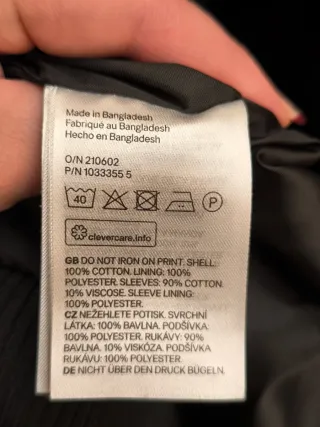 Made in Bangladesh
Fabriqué au Bangladesh
Hecho en Bangladesh
O/N 210602
P/N 1033355 5
40 P
clevercare.info
GB DO NOT IRON ON PRINT. SHELL:
100% COTTON. LINING: 100%
POLYESTER. SLEEVES: 90% COTTON.
10% VISCOSE. SLEEVE LINING:
100% POLYESTER.
CZ NEŽEHLETE POTISK. SVRCHNÍ
LÁTKA: 100% BAVLNA. PODŠÍVKA:
100% POLYESTER. RUKÁVY: 90%
BAVLNA. 10% VISKÓZA. PODŠÍVKA
RUKÁVU: 100% POLYESTER.
DE NICHT ÜBER DEN DRUCK BÜGELN.